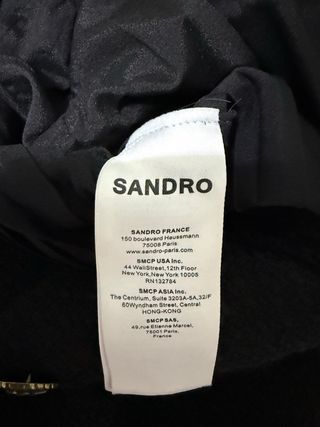 SANDRO
SANDRO FRANCE
150 boulevard Haussmann
75008 Paris
www.sandro-paris.com
SMCP USA Inc.
44 WallStreet,12th Floor
New York,New York 10005
RN132784
SMCP ASIA Inc.
The Centrium, Suite 3203A-5A,32/F
60Wyndham Street, Central
HONG-KONG
SMCP SAS,
49,rue Etienne Marcel,
75001 Paris,
France